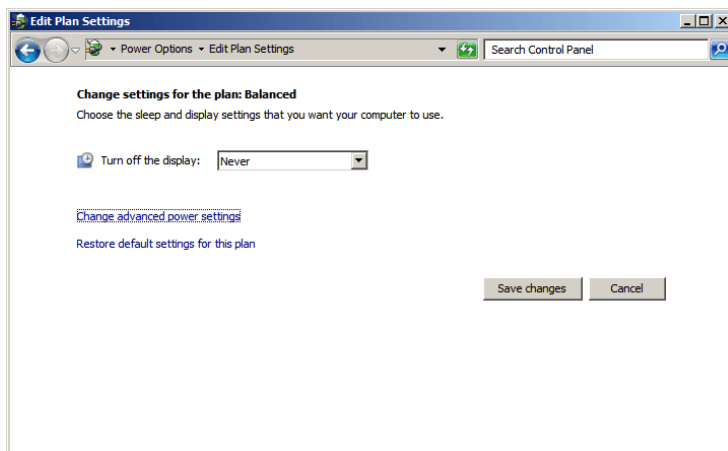 Edit Plan Settings
Power Options Edit Plan Settings
Search Control Panel
Change settings for the plan: Balanced
Choose the sleep and display settings that you want your computer to use.
Turn off the display: Never
Change advanced power settings
Restore default settings for this plan
Save changes Cancel